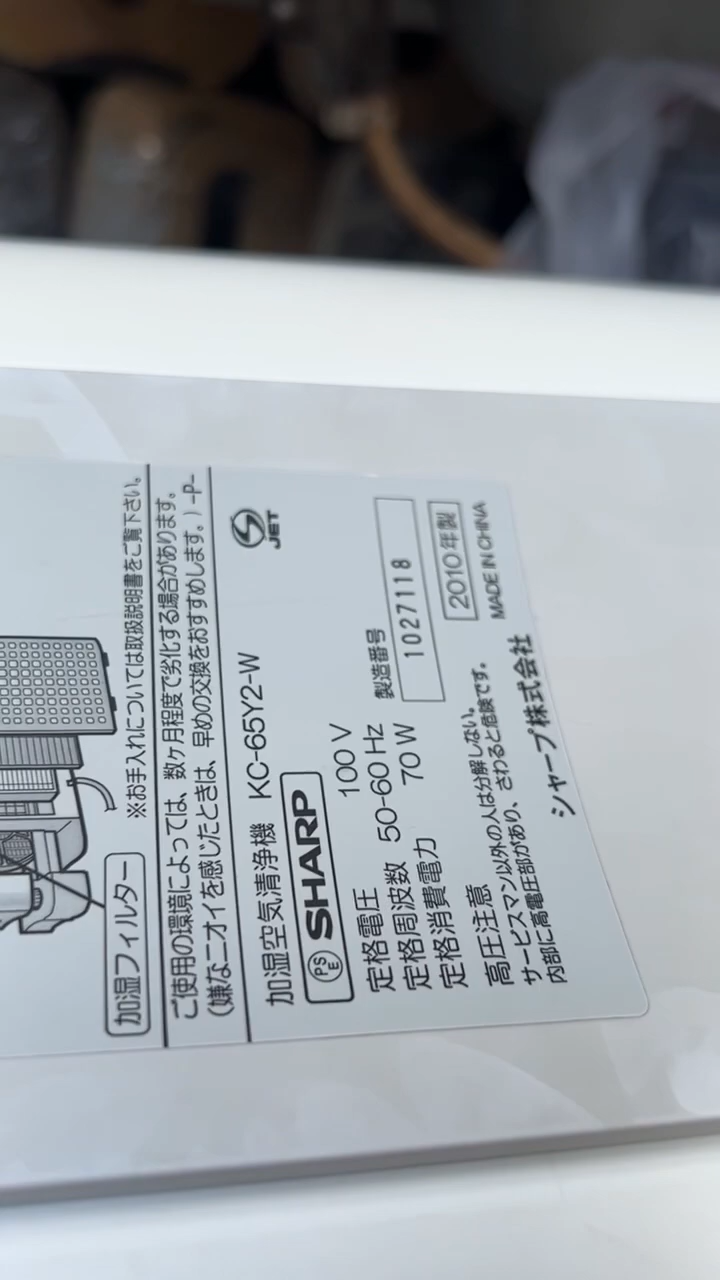 ※お手入れについては取扱説明書をご覧下さい。
加湿フィルター
ご使用の環境によっては、数ヶ月程度で劣化する場合があります。
(嫌なニオイを感じたときは、早めの交換をおすすめします。) -P-
加湿空気清浄機 KC-65Y2-W
JET
PSE SHARP
定格電圧 100 V
定格周波数 50-60 Hz
定格消費電力 70 W
製造番号
1027118
2010年製
MADE IN CHINA
高圧注意
サービスマン以外の人は分解しない。
内部に高電圧部があり、さわると危険です。
シャープ株式会社